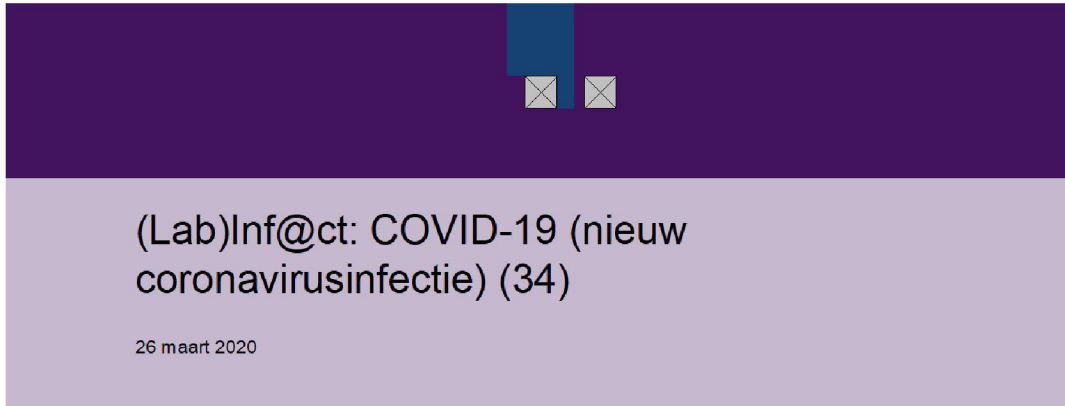 (Lab)Inf@ct: COVID-19 (nieuw
coronavirusinfectie) (34)
26 maart 2020